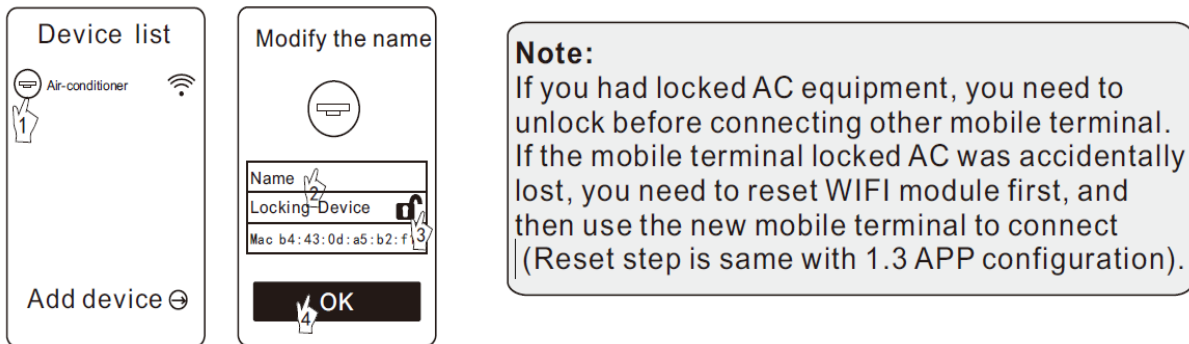 Device list
Air-conditioner
1
Add device
Modify the name
Name
2
Locking Device
3
Mac b4:43:0d:a5:b2:f
OK
4
Note:
If you had locked AC equipment, you need to
unlock before connecting other mobile terminal.
If the mobile terminal locked AC was accidentally
lost, you need to reset WIFI module first, and
then use the new mobile terminal to connect
(Reset step is same with 1.3 APP configuration).